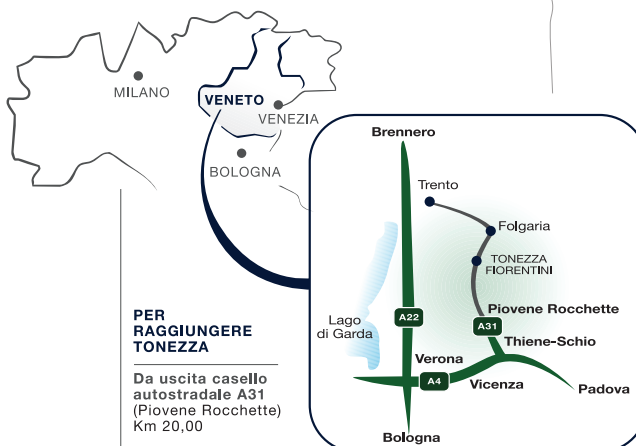 MILANO
VENETO
VENEZIA
BOLOGNA
Brennero
Trento
Folgaria
TONEZZA
FIORENTINI
Lago
di Garda
A22
Piovene Rocchette
A31
Thiene-Schio
Verona
A4
Vicenza
Padova
Bologna
PER
RAGGIUNGERE
TONEZZA
Da uscita casello
autostradale A31
(Piovene Rocchette)
Km 20,00